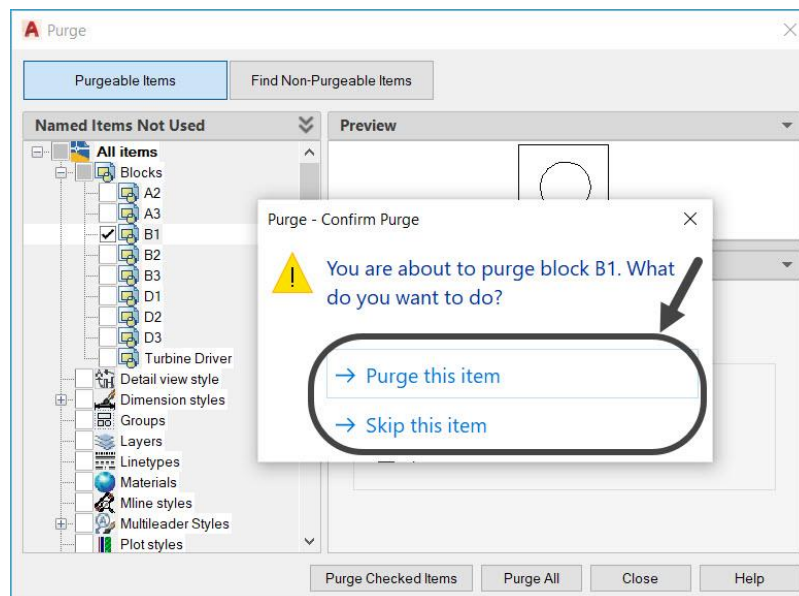 Purge
Purgeable Items
Find Non-Purgeable Items
Named Items Not Used
Preview
All items
Blocks
A2
A3
B1
B2
B3
D1
D2
D3
Turbine Driver
Detail view style
Dimension styles
Groups
Layers
Linetypes
Materials
Mline styles
Multileader Styles
Plot styles
Purge - Confirm Purge
You are about to purge block B1. What
do you want to do?
Purge this item
Skip this item
Purge Checked Items
Purge All
Close
Help